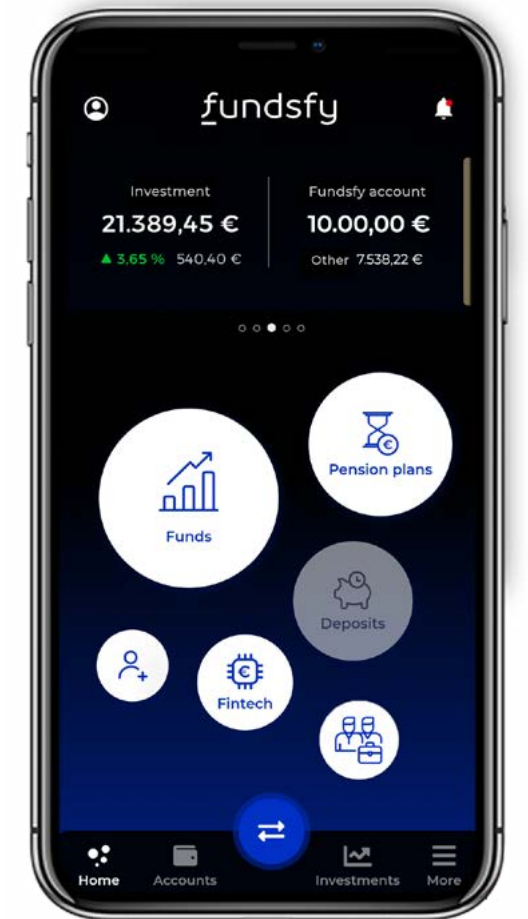 fundsfy
Investment
Fundsfy account
21.389,45 €
10.00,00 €
▲ 3,65 % 540,40 €
Other 7.538,22 €
Pension plans
Funds
Deposits
Fintech
Home
Accounts
Investments
More